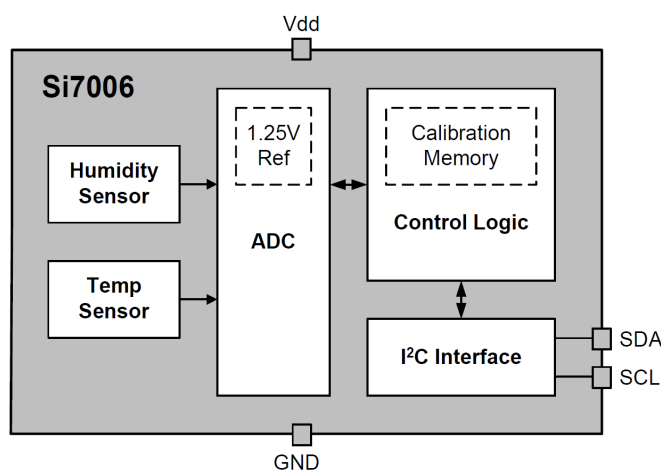 Vdd
Si7006
1.25V
Ref
Calibration
Memory
Humidity
Sensor
Control Logic
ADC
Temp
Sensor
I²C Interface
SDA
SCL
GND